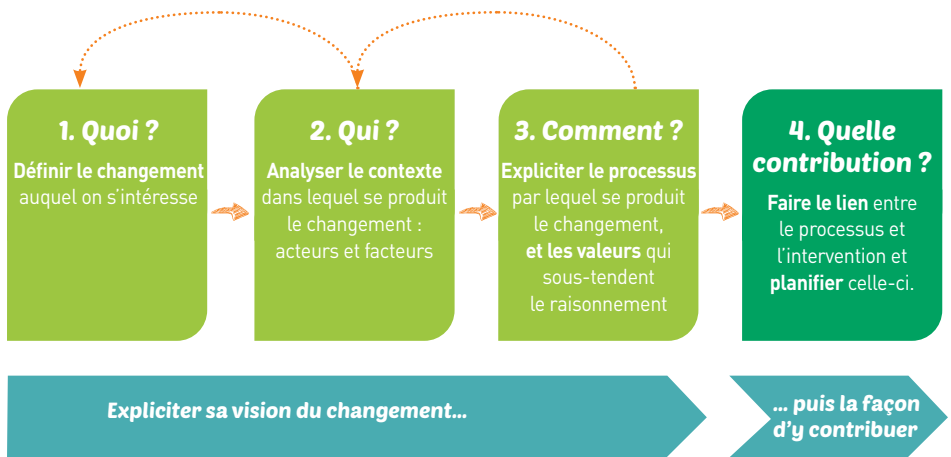 1. Quoi ?
Définir le changement
auquel on s’intéresse
2. Qui ?
Analyser le contexte
dans lequel se produit
le changement :
acteurs et facteurs
3. Comment ?
Expliciter le processus
par lequel se produit
le changement,
et les valeurs qui
sous-tendent
le raisonnement
4. Quelle
contribution ?
Faire le lien entre
le processus et
l’intervention et
planifier celle-ci.
Expliciter sa vision du changement...
... puis la façon
d’y contribuer